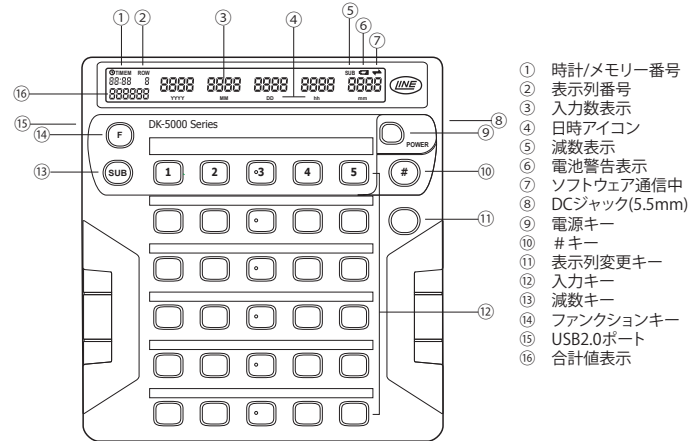 ① ② ③ ④ ⑤ ⑥ ⑦
TIMEM ROW SUB
88:88 8 8888 8888 8888 8888 8888
888888 YYYY MM DD hh mm
LINE
⑯
⑮
⑭
⑬
F
SUB
DK-5000 Series
POWER
1 2 3 4 5 #
⑧
⑨
⑩
⑪
⑫
① 時計/メモリー番号
② 表示列番号
③ 入力数表示
④ 日時アイコン
⑤ 減数表示
⑥ 電池警告表示
⑦ ソフトウェア通信中
⑧ DCジャック(5.5mm)
⑨ 電源キー
⑩ #キー
⑪ 表示列変更キー
⑫ 入力キー
⑬ 減数キー
⑭ ファンクションキー
⑮ USB2.0ポート
⑯ 合計値表示